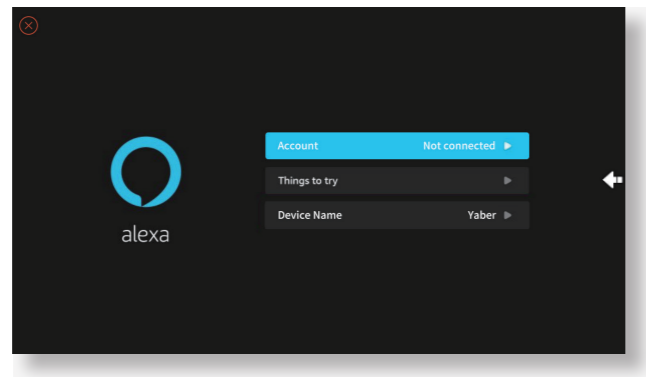 Account Not connected
Things to try
Device Name Yaber
alexa